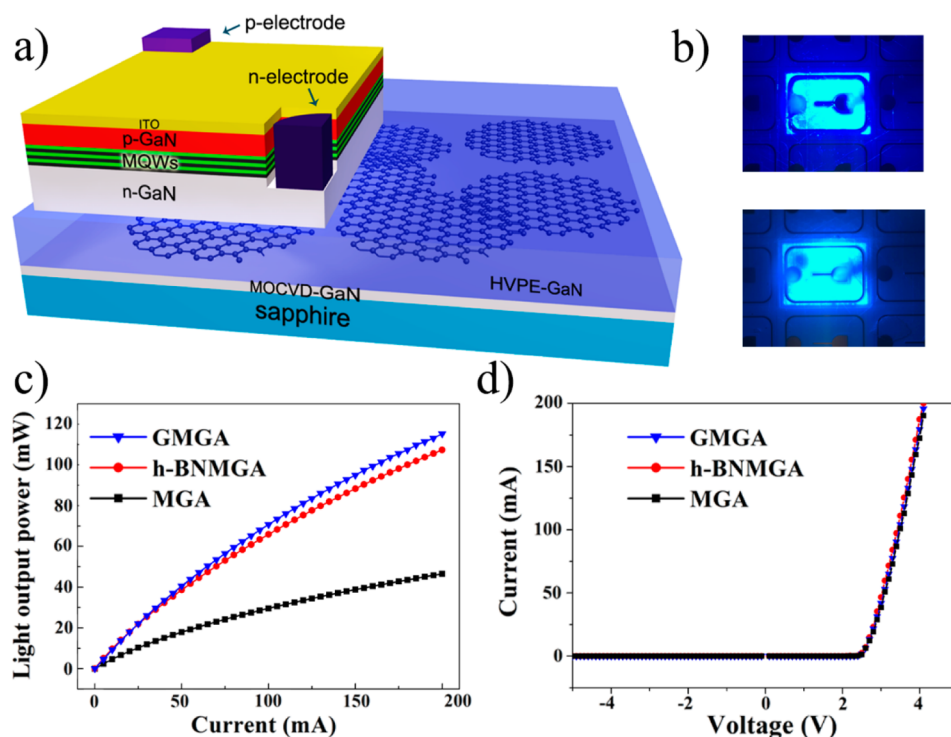 a)
p-electrode
n-electrode
ITO
p-GaN
MQWs
n-GaN
MOCVD-GaN
HVPE-GaN
sapphire
b)
c)
Light output power (mW)
120
100
80
60
40
20
0
GMGA
h-BNMGA
MGA
0
50
100
150
200
Current (mA)
d)
Current (mA)
200
150
100
50
0
GMGA
h-BNMGA
MGA
-4
-2
0
2
4
Voltage (V)